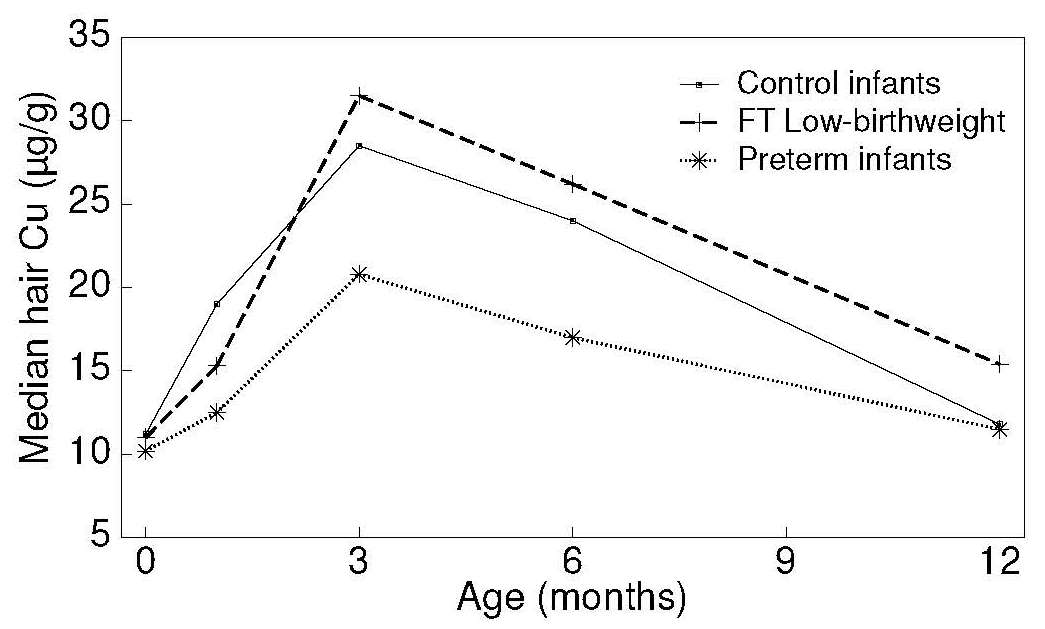 35
30
25
20
15
10
5
Median hair Cu (µg/g)
Control infants
FT Low-birthweight
Preterm infants
0 3 6 9 12
Age (months)